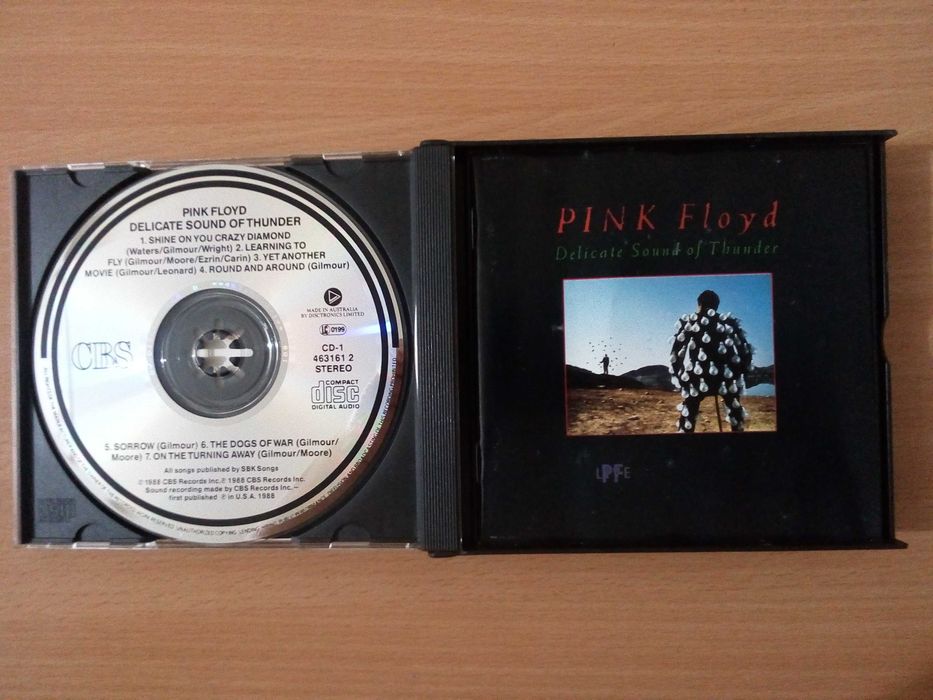 PINK FLOYD
DELICATE SOUND OF THUNDER
1. SHINE ON YOU CRAZY DIAMOND
(Waters/Gilmour/Wright) 2. LEARNING TO
FLY (Gilmour/Moore/Ezrin/Carin) 3. YET ANOTHER
MOVIE (Gilmour/Leonard) 4. ROUND AND AROUND (Gilmour)
MADE IN AUSTRALIA
BY DISCTRONICS LIMITED
0199
CBS
CD-1
463161 2
STEREO
COMPACT
disc
DIGITAL AUDIO
5. SORROW (Gilmour) 6. THE DOGS OF WAR (Gilmour/
Moore) 7. ON THE TURNING AWAY (Gilmour/Moore)
All songs published by SBK Songs
©1988 CBS Records Inc. ℗ 1988 CBS Records Inc.
Sound recording made by CBS Records Inc.—
first published ℗ in U.S.A. 1988
UNAUTHORIZED COPYING
PINK Floyd
Delicate Sound of Thunder
LPFE